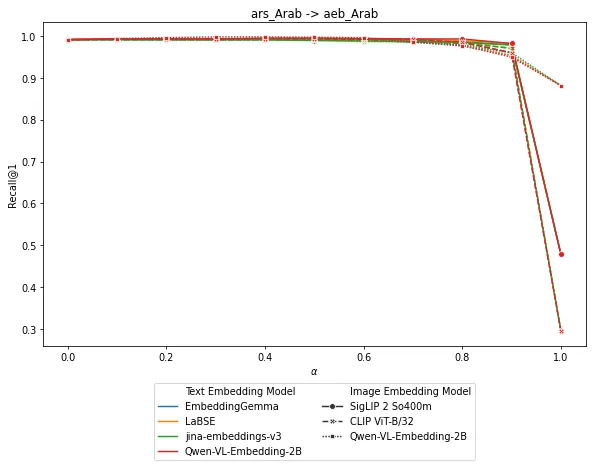 ars_Arab -> aeb_Arab
Recall@1
1.0
0.9
0.8
0.7
0.6
0.5
0.4
0.3
0.0 0.2 0.4 0.6 0.8 1.0
α
Text Embedding Model Image Embedding Model
EmbeddingGemma SigLIP 2 So400m
LaBSE CLIP ViT-B/32
jina-embeddings-v3 Qwen-VL-Embedding-2B
Qwen-VL-Embedding-2B